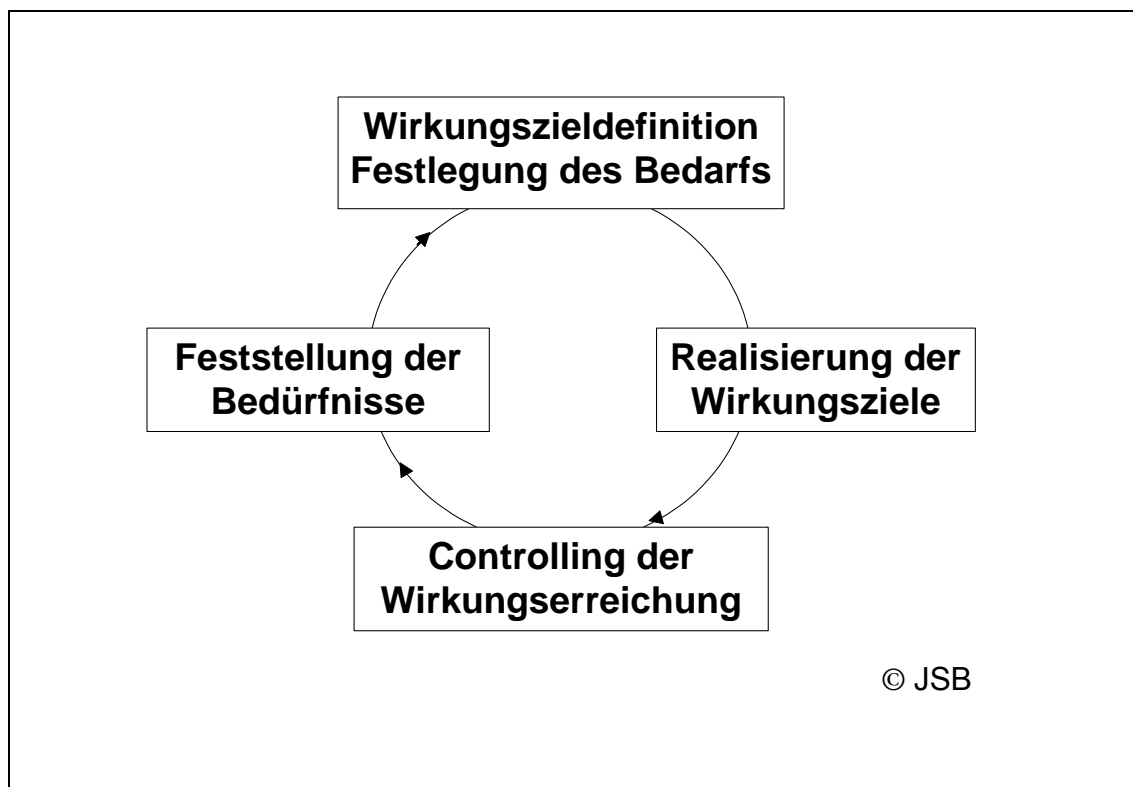 Wirkungszieldefinition
Festlegung des Bedarfs
Feststellung der
Bedürfnisse
Realisierung der
Wirkungsziele
Controlling der
Wirkungserreichung
© JSB